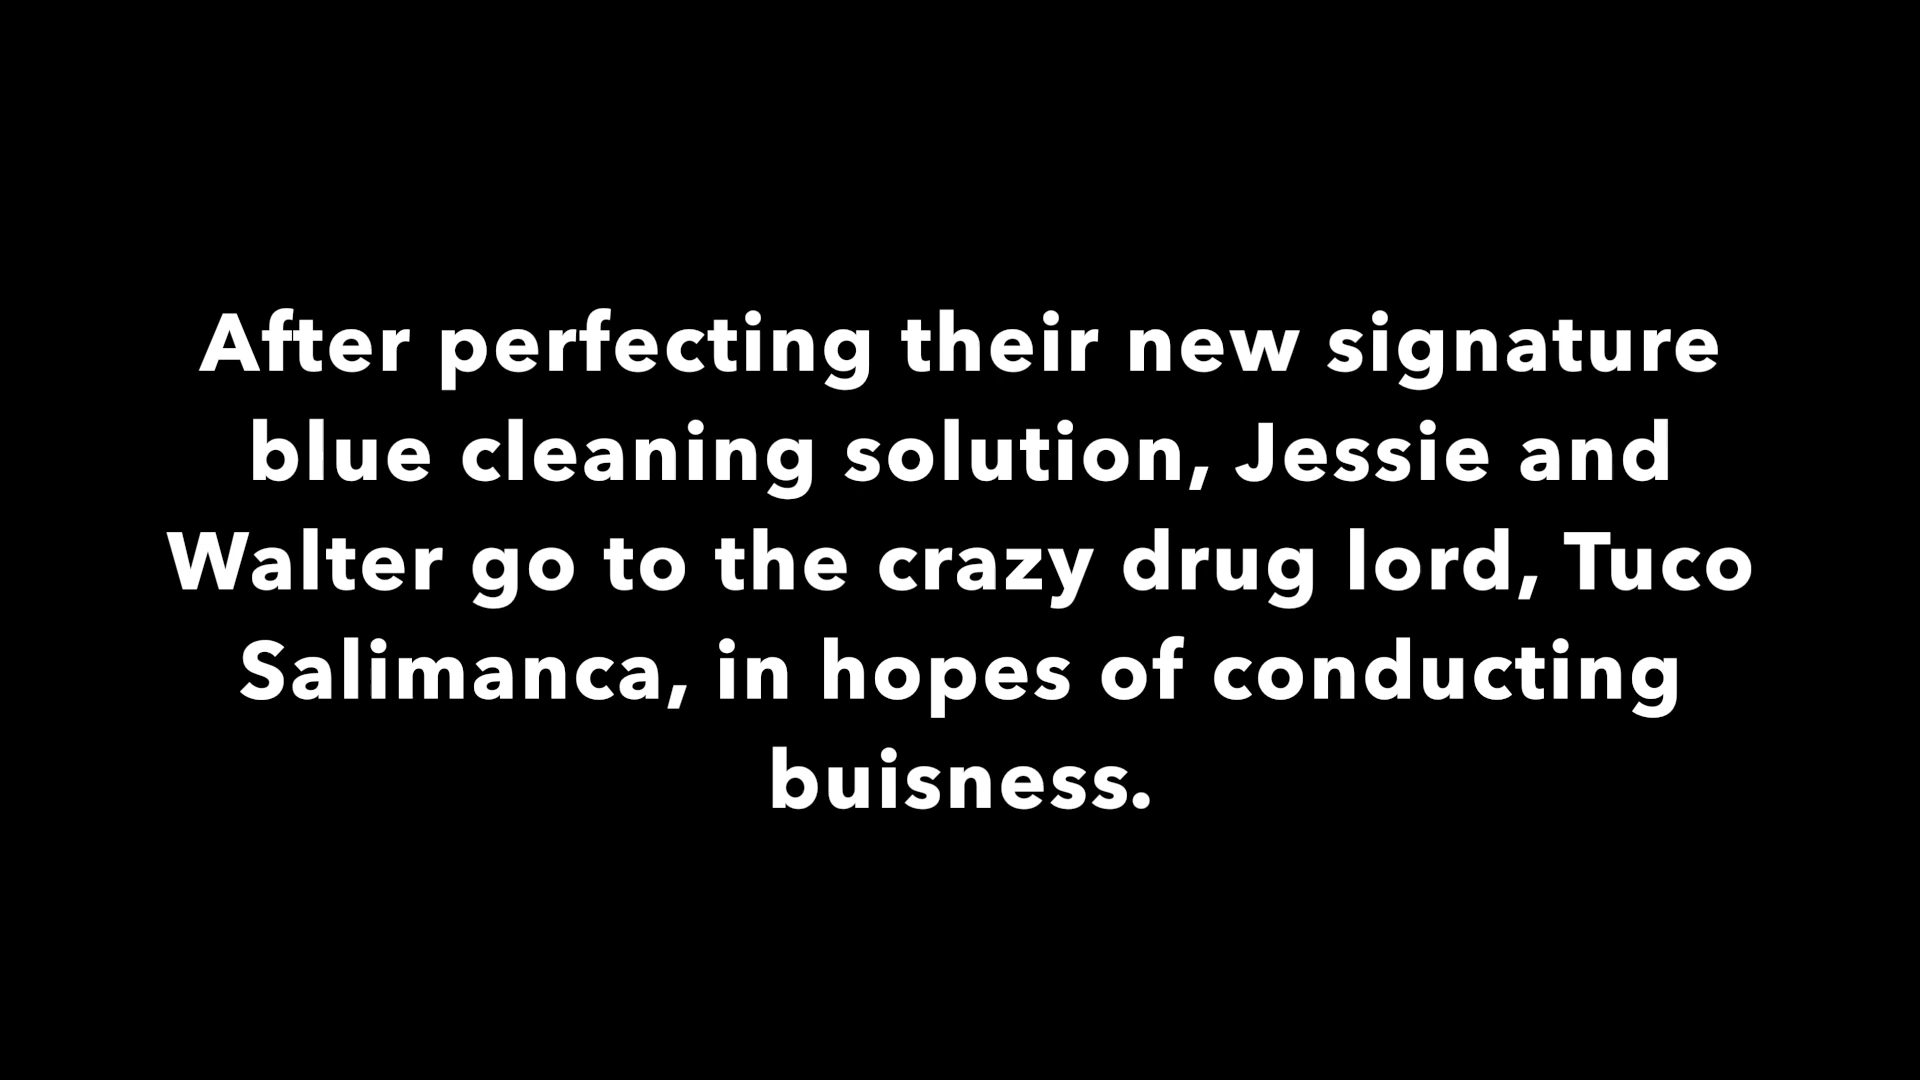 After perfecting their new signature
blue cleaning solution, Jessie and
Walter go to the crazy drug lord, Tuco
Salimanca, in hopes of conducting
buisness.